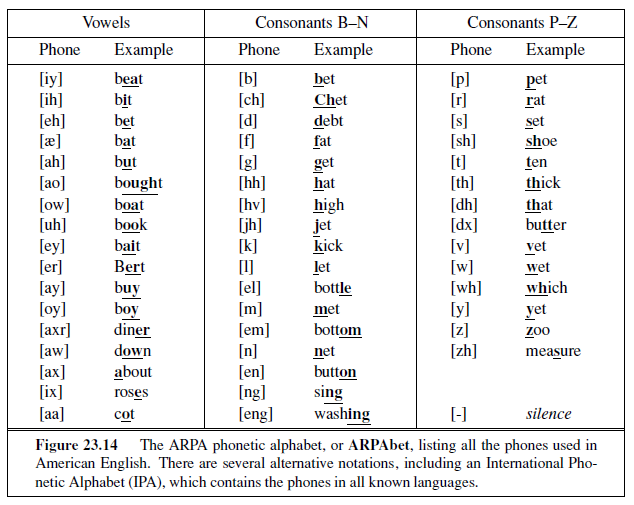 Vowels Consonants B–N Consonants P–Z
Phone Example Phone Example Phone Example
[iy] beat [b] bet [p] pet
[ih] bit [ch] Chet [r] rat
[eh] bet [d] debt [s] set
[æ] bat [f] fat [sh] shoe
[ah] but [g] get [t] ten
[ao] bought [hh] hat [th] thick
[ow] boat [hv] high [dh] that
[uh] book [jh] jet [dx] butter
[ey] bait [k] kick [v] vet
[er] Bert [l] let [w] wet
[ay] buy [el] bottle [wh] which
[oy] boy [m] met [y] yet
[axr] diner [em] bottom [z] zoo
[aw] down [n] net [zh] measure
[ax] about [en] button
[ix] roses [ng] sing
[aa] cot [eng] washing [-] silence
Figure 23.14 The ARPA phonetic alphabet, or ARPAbet, listing all the phones used in
American English. There are several alternative notations, including an International Pho-
netic Alphabet (IPA), which contains the phones in all known languages.